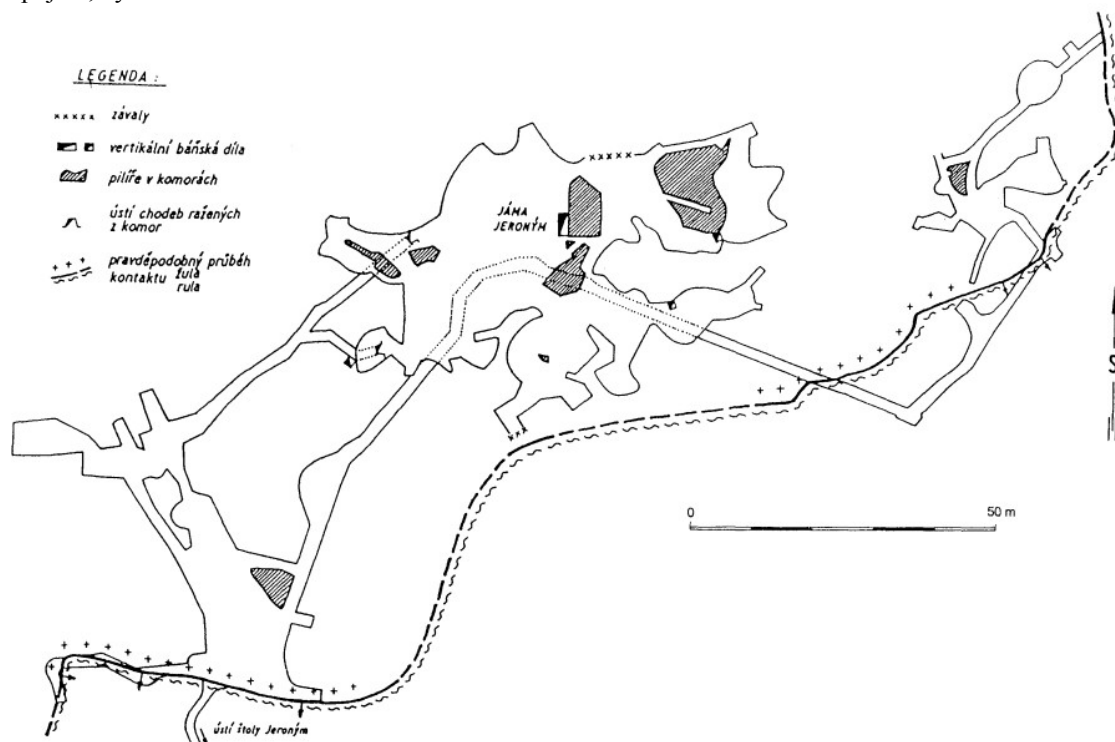 LEGENDA :
závaly
vertikální báňská díla
pilíře v komorách
ústí chodeb ražených
z komor
pravděpodobný průběh
kontaktu žula
rula
JÁMA
JERONÝM
0 50 m
ústí štoly Jeroným
S